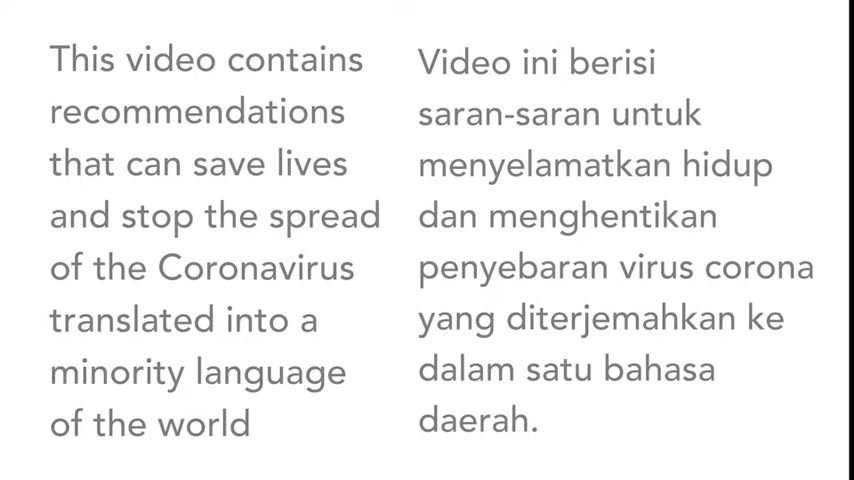 This video contains
recommendations
that can save lives
and stop the spread
of the Coronavirus
translated into a
minority language
of the world
Video ini berisi
saran-saran untuk
menyelamatkan hidup
dan menghentikan
penyebaran virus corona
yang diterjemahkan ke
dalam satu bahasa
daerah.